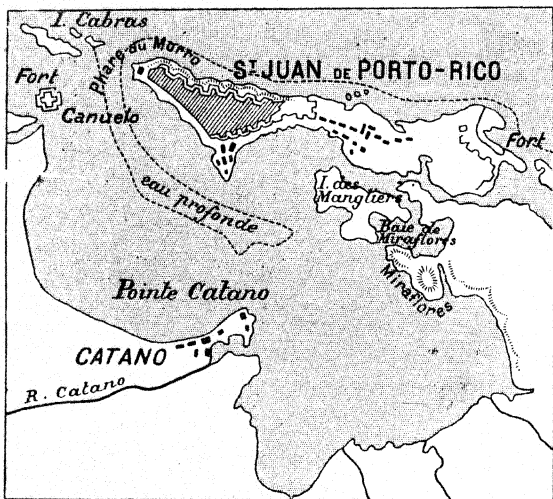 I. Cabras
Phare du Morro
ST JUAN DE PORTO-RICO
Fort
Canuelo
Fort
I. des
Mangliers
eau profonde
Baie de
Miraflores
Miraflores
Pointe Catano
CATANO
R. Catano